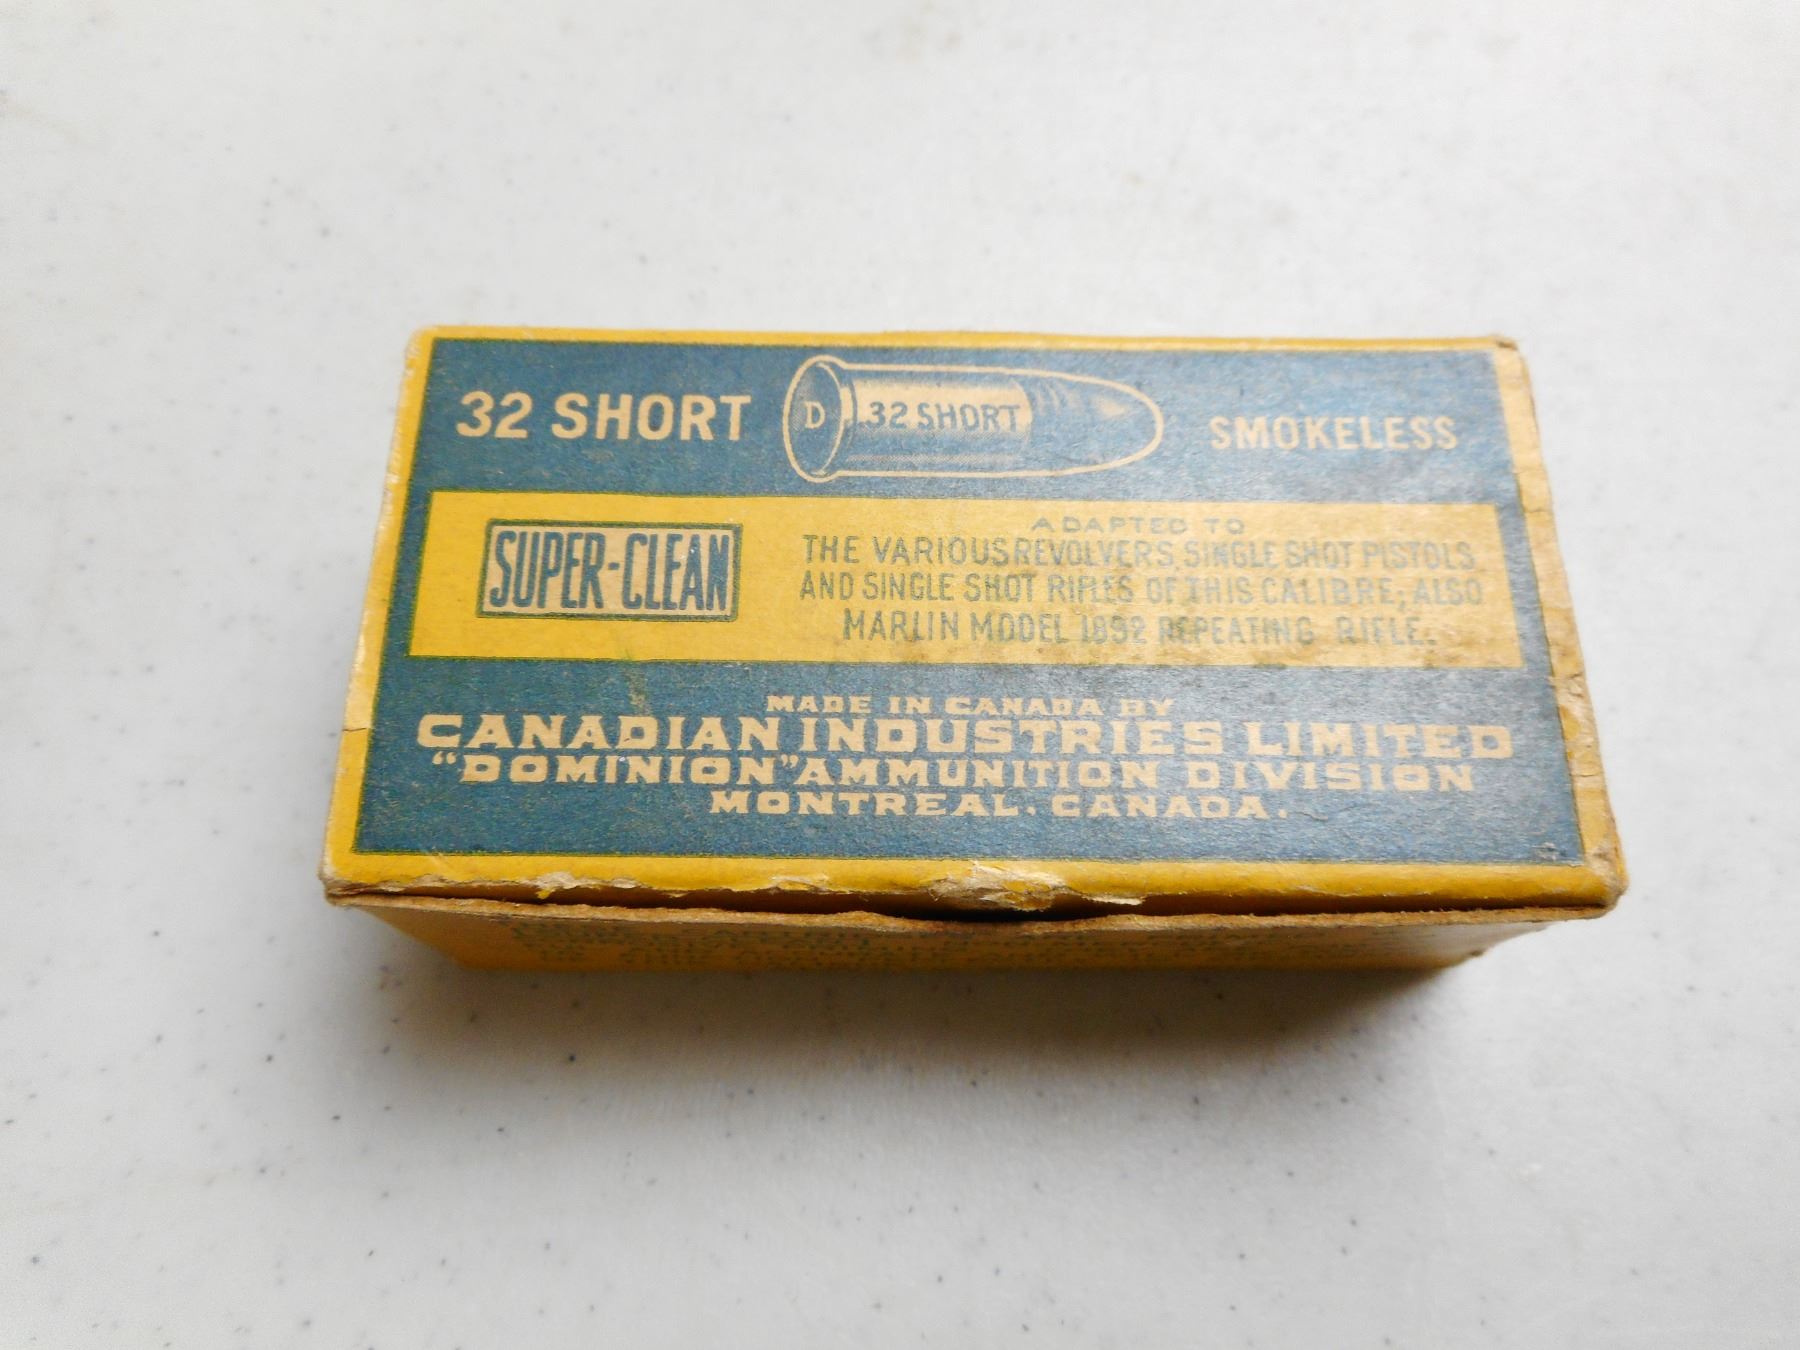 32 SHORT
D .32 SHORT
SMOKELESS
SUPER-CLEAN
ADAPTED TO
THE VARIOUS REVOLVERS, SINGLE SHOT PISTOLS
AND SINGLE SHOT RIFLES OF THIS CALIBRE; ALSO
MARLIN MODEL 1892 REPEATING RIFLE.
MADE IN CANADA BY
CANADIAN INDUSTRIES LIMITED
"DOMINION" AMMUNITION DIVISION
MONTREAL. CANADA.